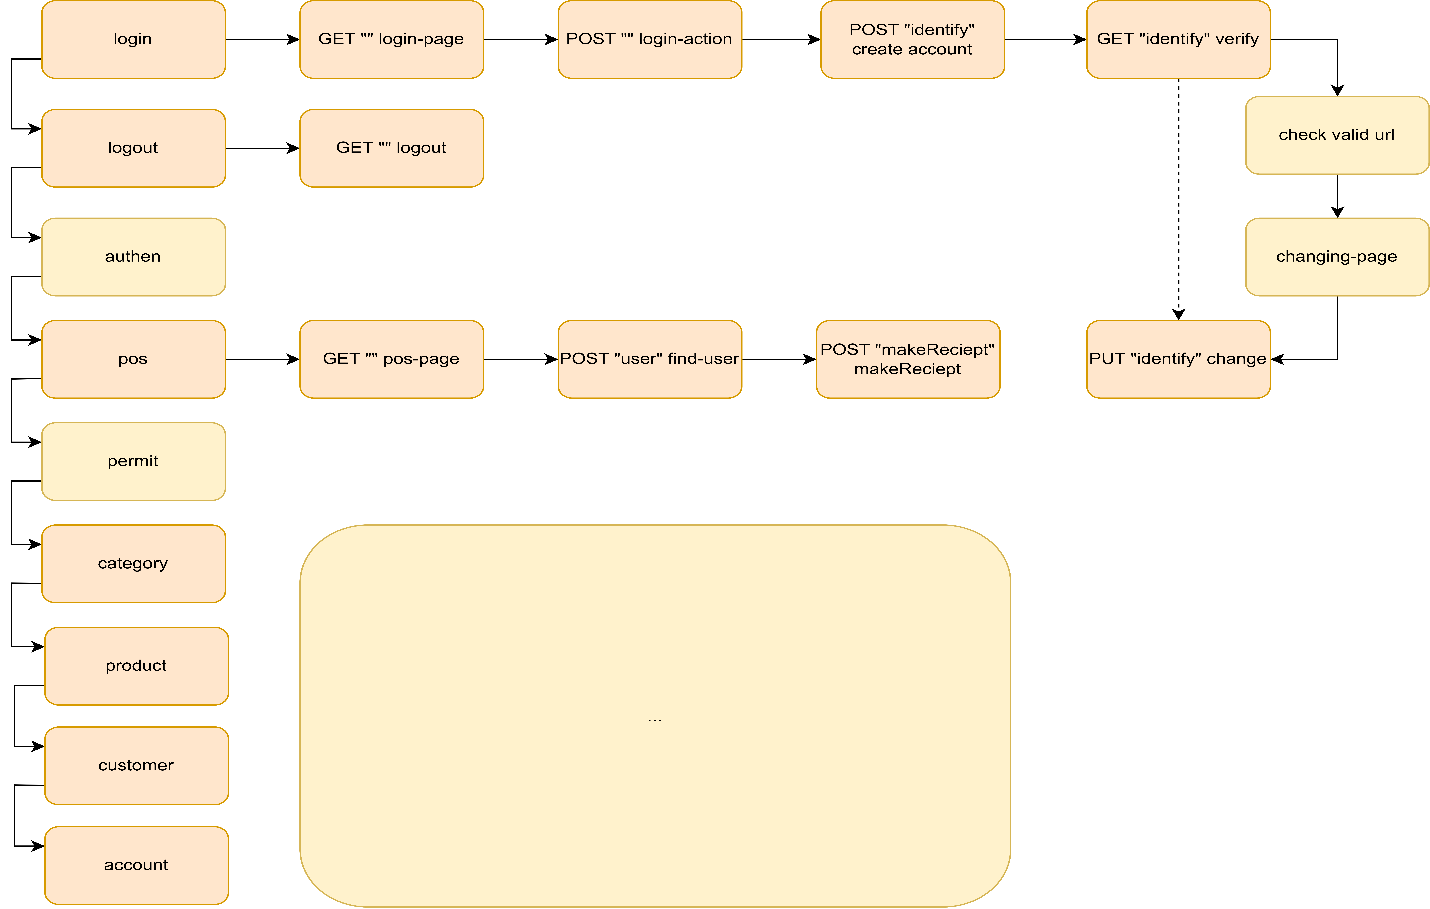 login
GET "" login-page
POST "" login-action
POST "identify"
create account
GET "identify" verify
check valid url
logout
GET "" logout
authen
changing-page
pos
GET "" pos-page
POST "user" find-user
POST "makeReciept"
makeReciept
PUT "identify" change
permit
category
product
...
customer
account